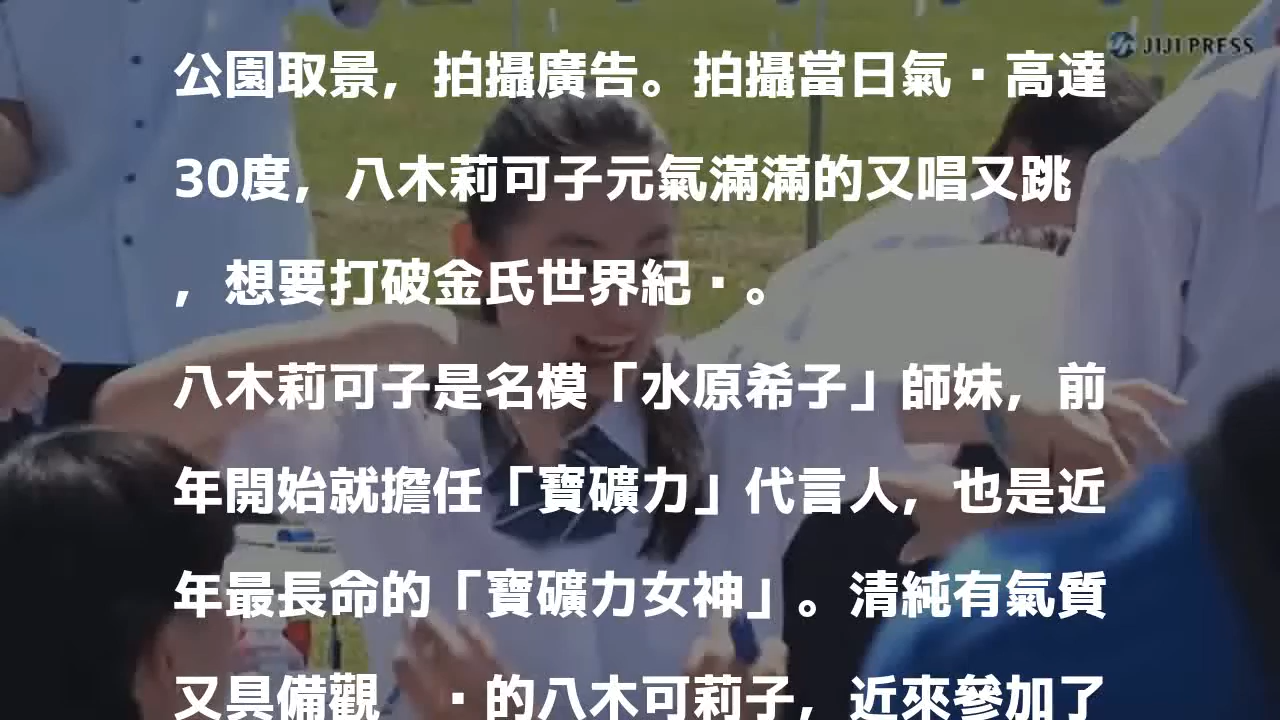 JIJI PRESS
公園取景，拍攝廣告。拍攝當日氣·高達
30度，八木莉可子元氣滿滿的又唱又跳
，想要打破金氏世界紀·。
八木莉可子是名模「水原希子」師妹，前
年開始就擔任「寶礦力」代言人，也是近
年最長命的「寶礦力女神」。清純有氣質
又具備觀　·的八木可莉子，近來參加了